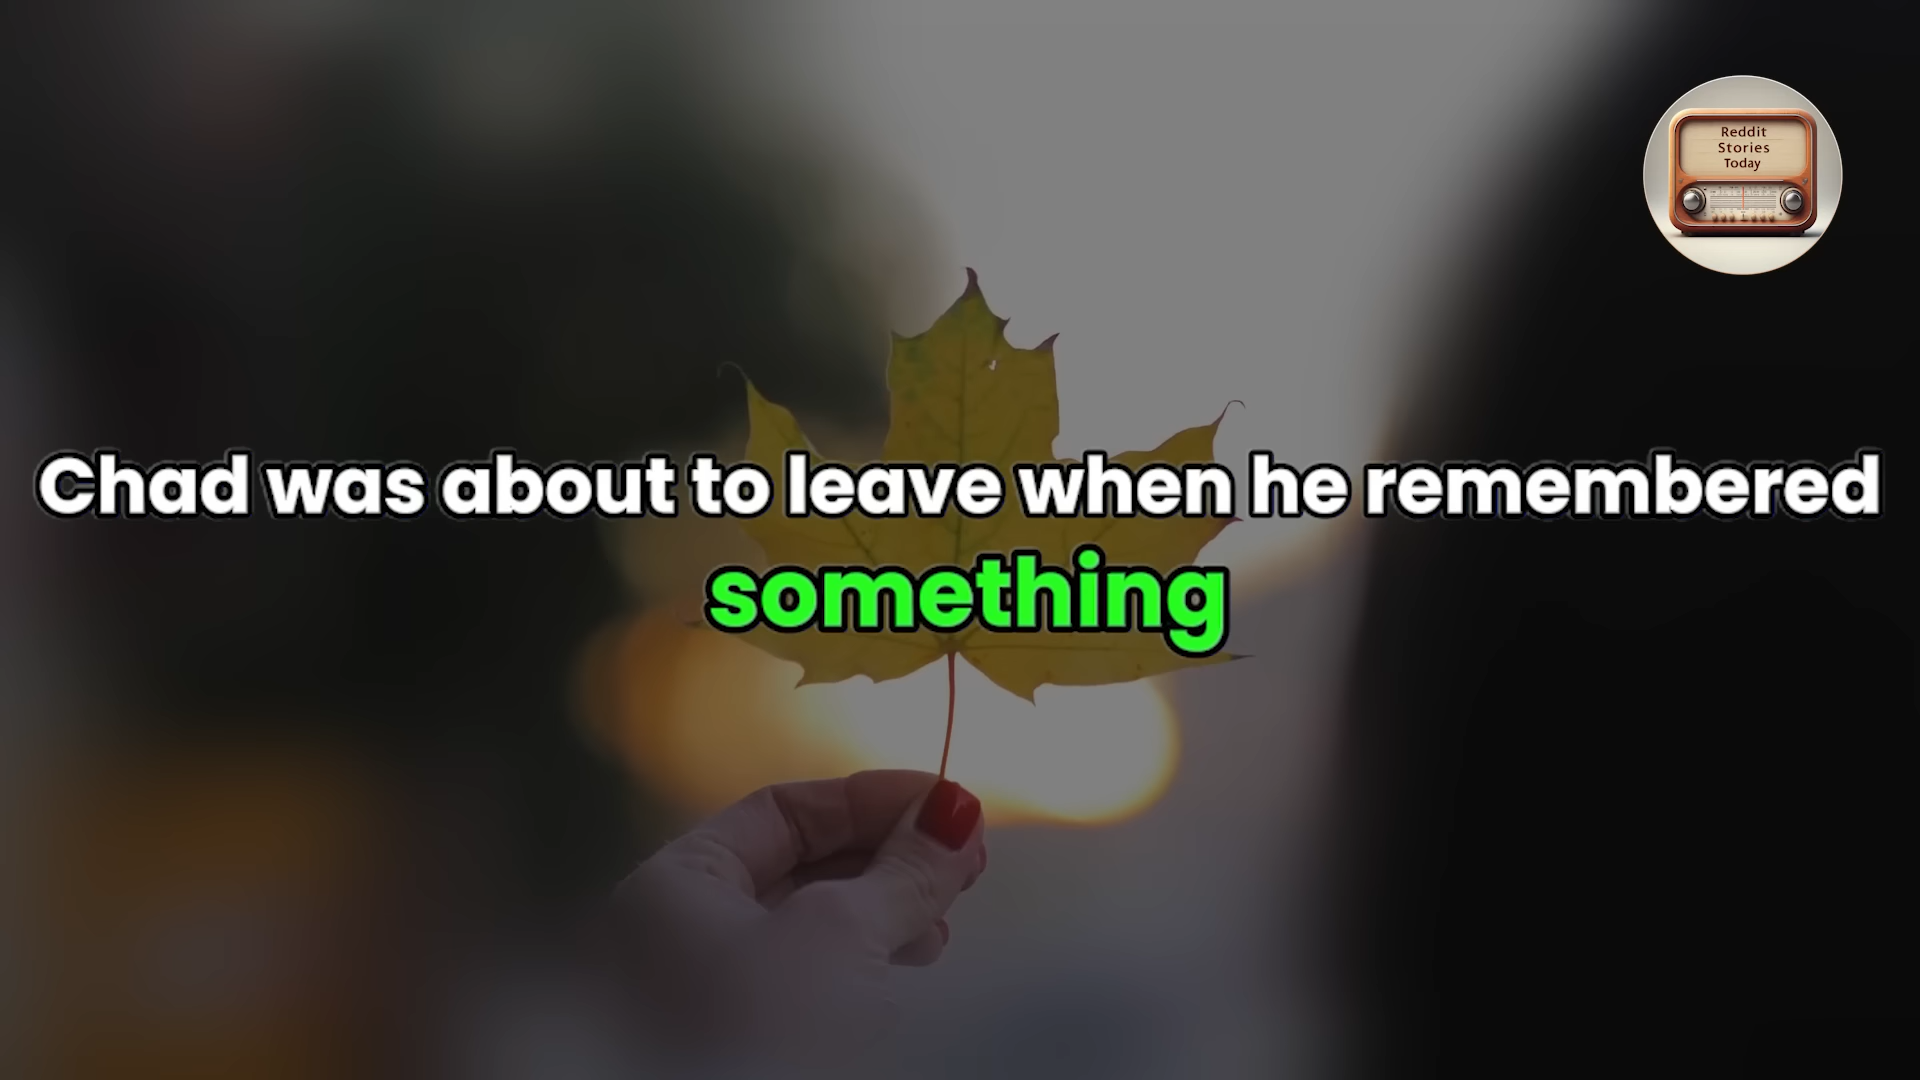 Reddit
Stories
Today
Chad was about to leave when he remembered
something